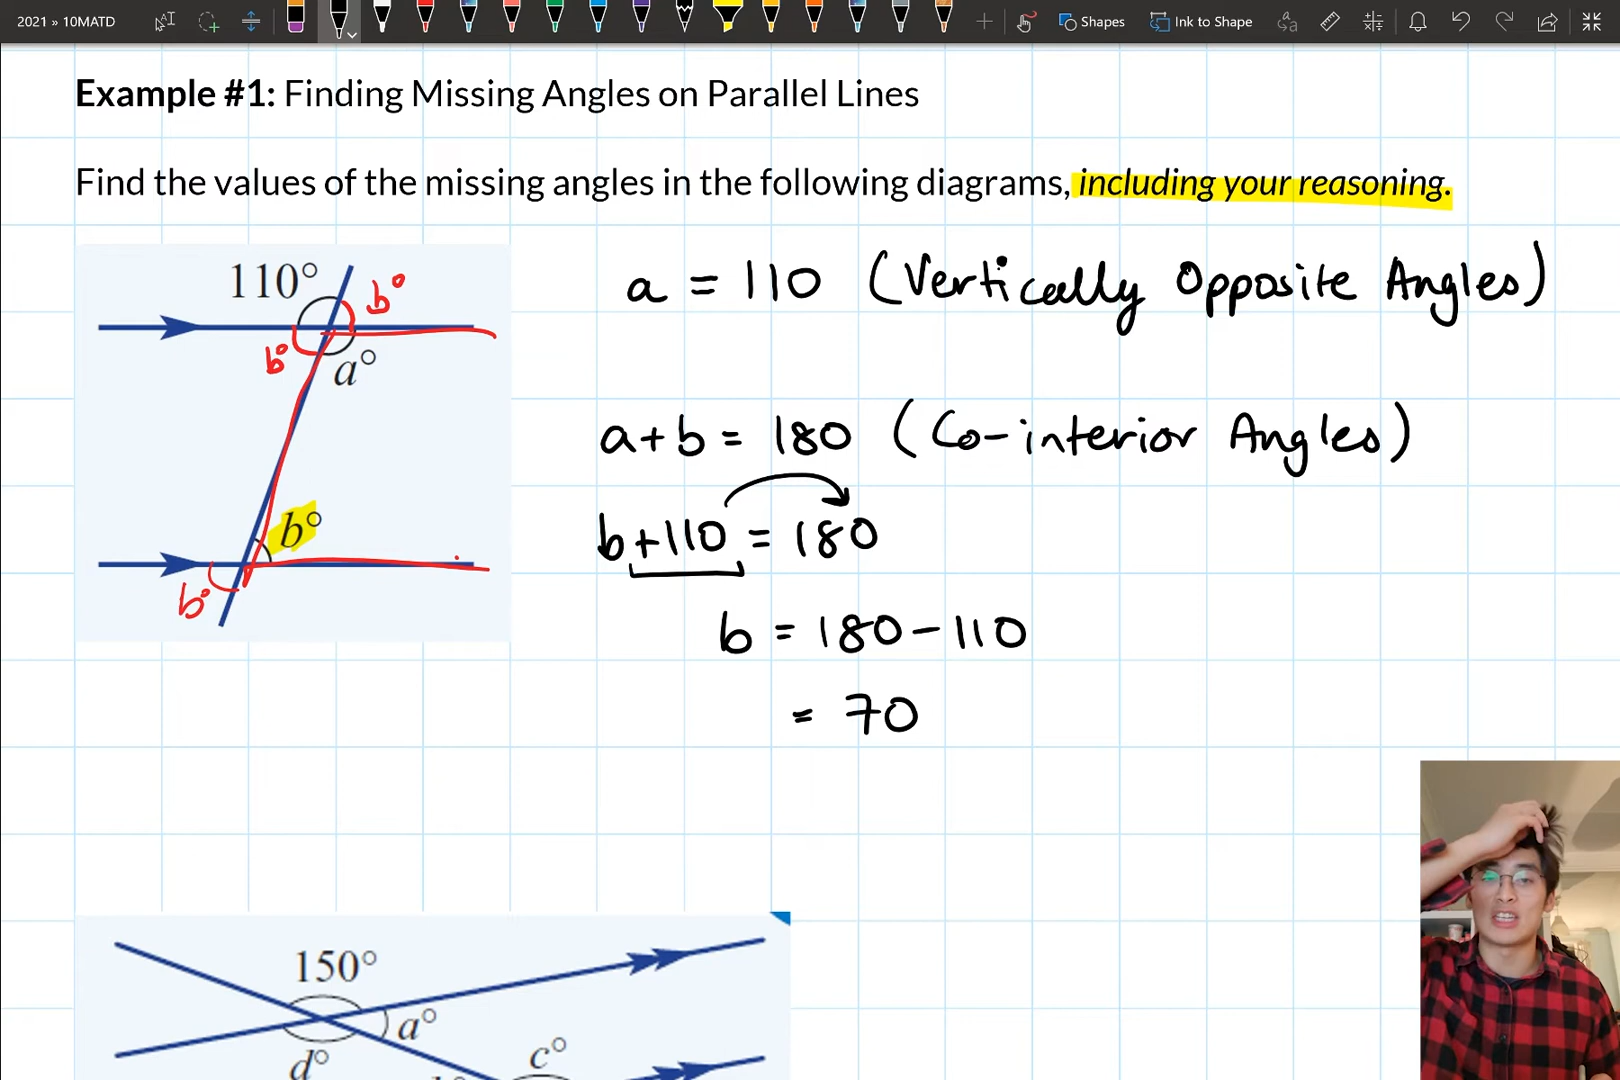 2021 » 10MATD
Shapes
Ink to Shape
Example #1: Finding Missing Angles on Parallel Lines
Find the values of the missing angles in the following diagrams, including your reasoning.
110°
b°
b°
a°
b°
b°
a = 110 (Vertically Opposite Angles)
a+b = 180 (Co-interior Angles)
b+110 = 180
b = 180-110
= 70
150°
a°
d°
c°